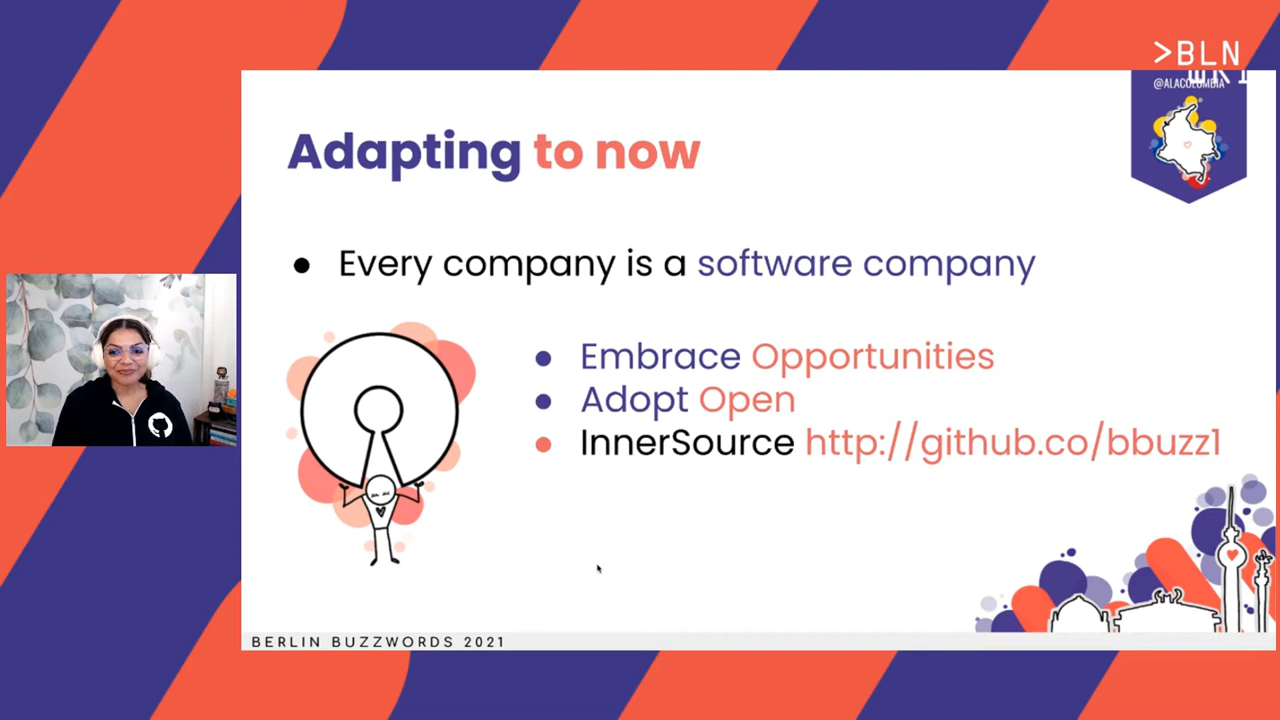 >BLN
@ALACOLOMBIA
Adapting to now
● Every company is a software company
● Embrace Opportunities
● Adopt Open
● InnerSource http://github.co/bbuzz1
BERLIN BUZZWORDS 2021